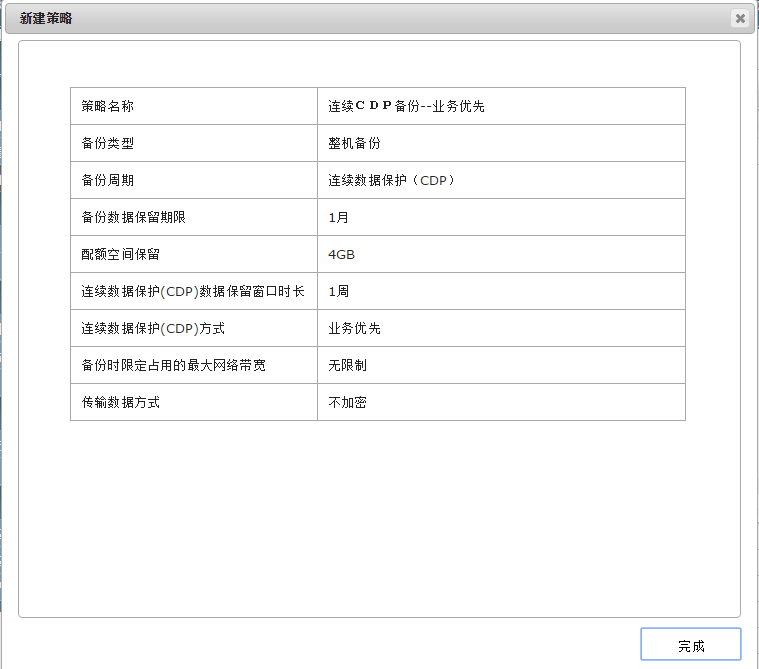 新建策略
策略名称 连续ＣＤＰ备份--业务优先
备份类型 整机备份
备份周期 连续数据保护（CDP）
备份数据保留期限 1月
配额空间保留 4GB
连续数据保护(CDP)数据保留窗口时长 1周
连续数据保护(CDP)方式 业务优先
备份时限定占用的最大网络带宽 无限制
传输数据方式 不加密
完成